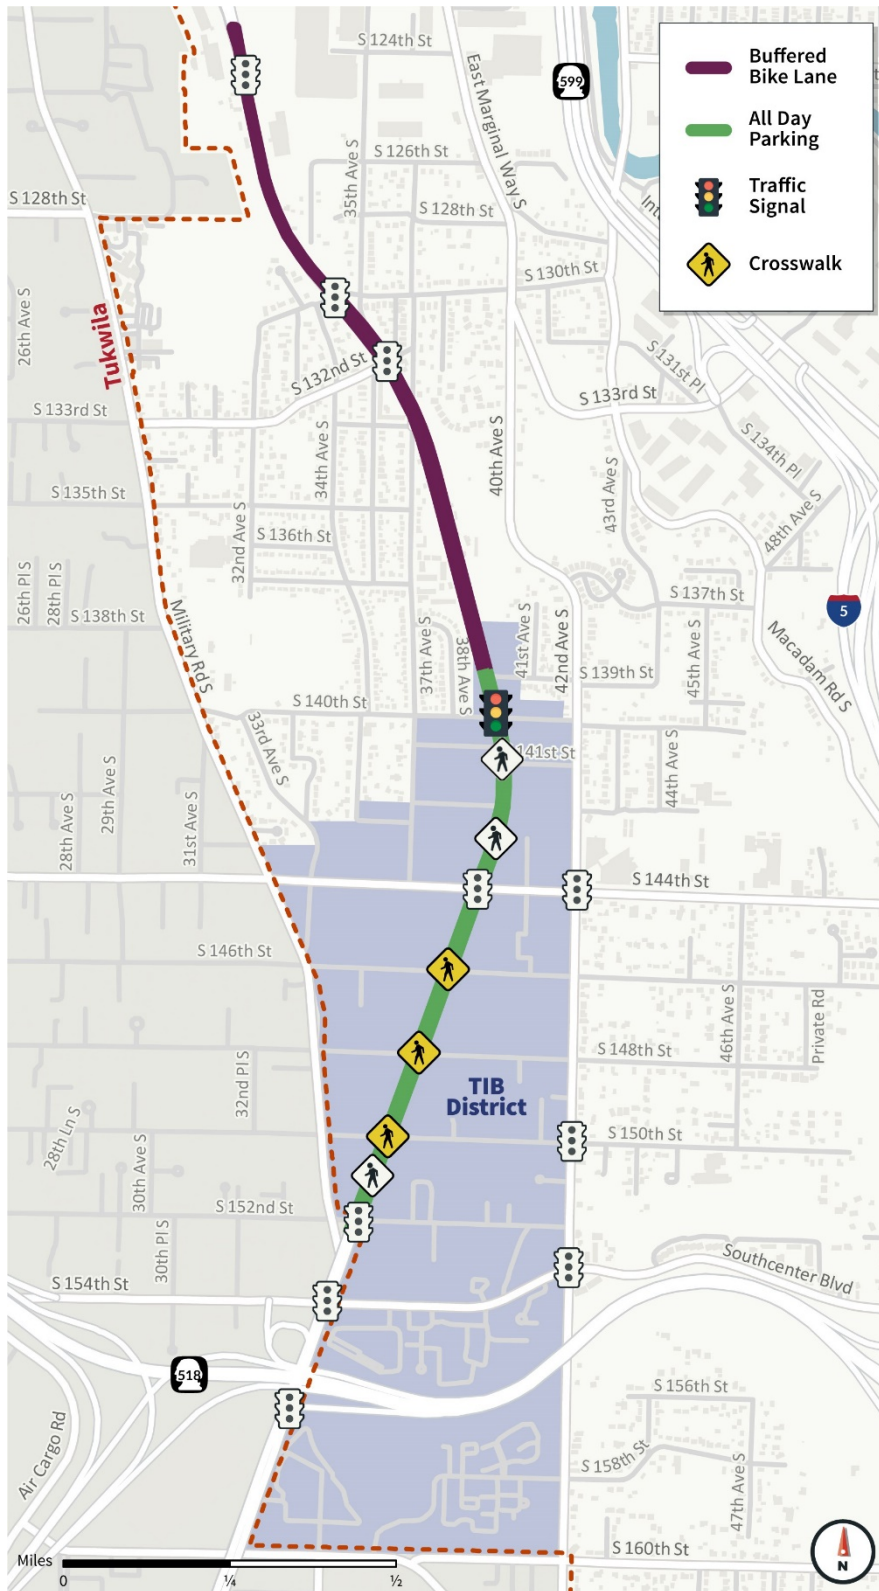 S 124th St
East Marginal Way S
599
Buffered
Bike Lane
All Day
Parking
Traffic
Signal
Crosswalk
35th Ave S
S 126th St
S 128th St
S 128th St
Int
S 130th St
26th Ave S
Tukwila
S 132nd St
S 131st Pl
S 133rd St
S 133rd St
S 134th Pl
34th Ave S
40th Ave S
43rd Ave S
48th Ave S
S 135th St
32nd Ave S
S 136th St
26th Pl S
28th Pl S
S 137th St
5
S 138th St
Military Rd S
37th Ave S
38th Ave S
41st Ave S
42nd Ave S
S 139th St
45th Ave S
Macadam Rd S
S 140th St
33rd Ave S
141st St
44th Ave S
28th Ave S
29th Ave S
31st Ave S
S 144th St
S 146th St
46th Ave S
Private Rd
S 148th St
32nd Pl S
TIB
District
28th Ln S
30th Ave S
S 150th St
S 152nd St
30th Pl S
S 154th St
Southcenter Blvd
518
S 156th St
Air Cargo Rd
S 158th St
47th Ave S
S 160th St
Miles
0
¼
½
N